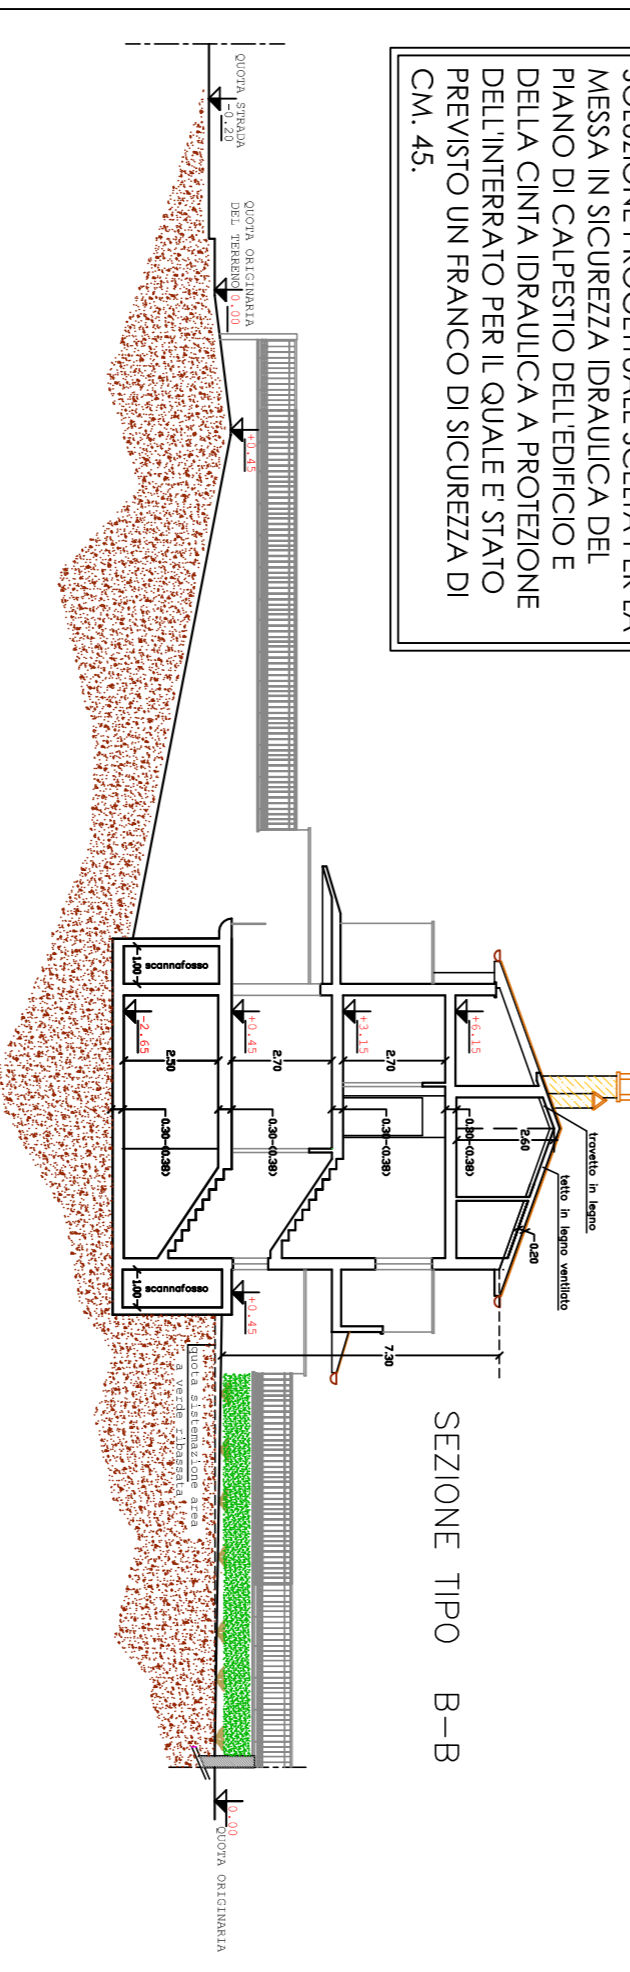 MESSA IN SICUREZZA IDRAULICA DEL
PIANO DI CALPESTIO DELL'EDIFICIO E
DELLA CINTA IDRAULICA A PROTEZIONE
DELL'INTERRATO PER IL QUALE E' STATO
PREVISTO UN FRANCO DI SICUREZZA DI
CM. 45.
QUOTA STRADA
-0.20
QUOTA ORIGINARIA
DEL TERRENO
0.00
+0.45
travetto in legno
tetto in legno ventilato
2.60
0.20
+6.15
0.30-(0.38)
+3.15
2.70
0.30-(0.38)
+0.45
2.70
0.30-(0.38)
-2.65
2.50
0.30-(0.38)
scannafosso
1.00
scannafosso
1.00
+0.45
7.30
quota sistemazione area
a verde ribassata
SEZIONE TIPO B-B
0.00
QUOTA ORIGINARIA